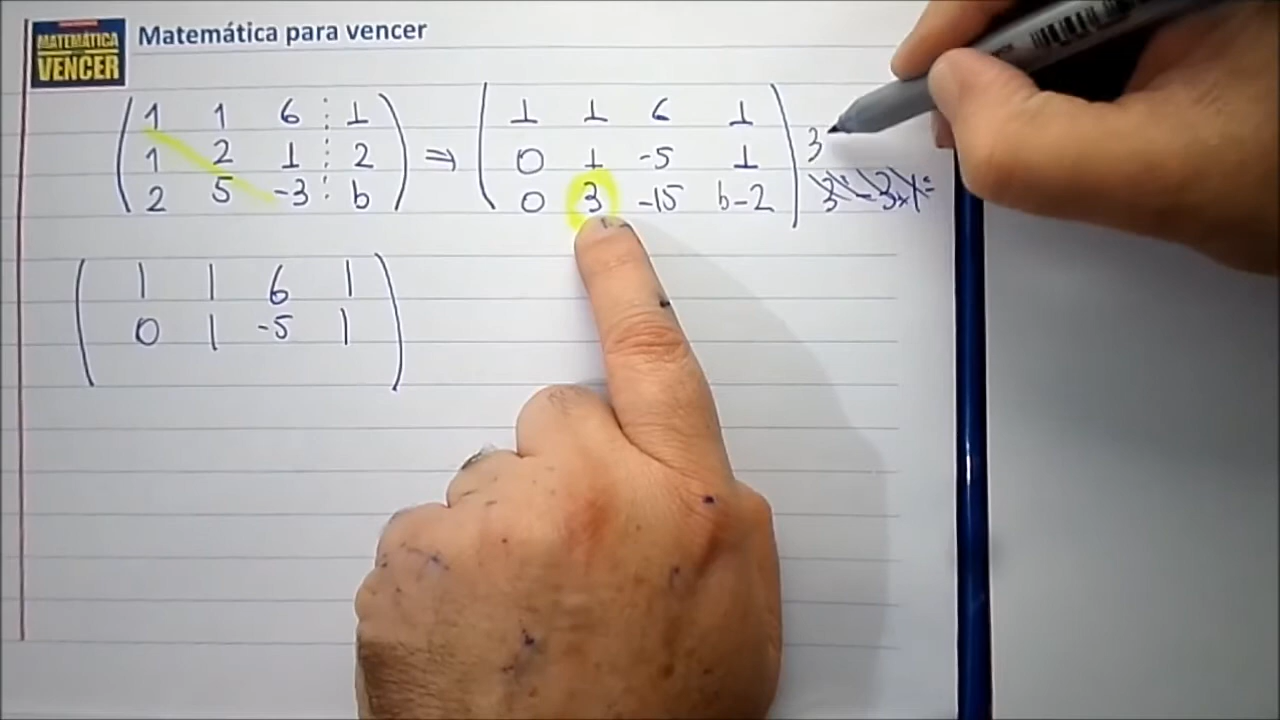 MATEMÁTICA VENCER
Matemática para vencer
1 1 6 ⋮ 1
1 2 1 ⋮ 2
2 5 -3 ⋮ b
⇒
1 1 6 1
0 1 -5 1 3
0 3 -15 b-2
1 1 6 1
0 1 -5 1